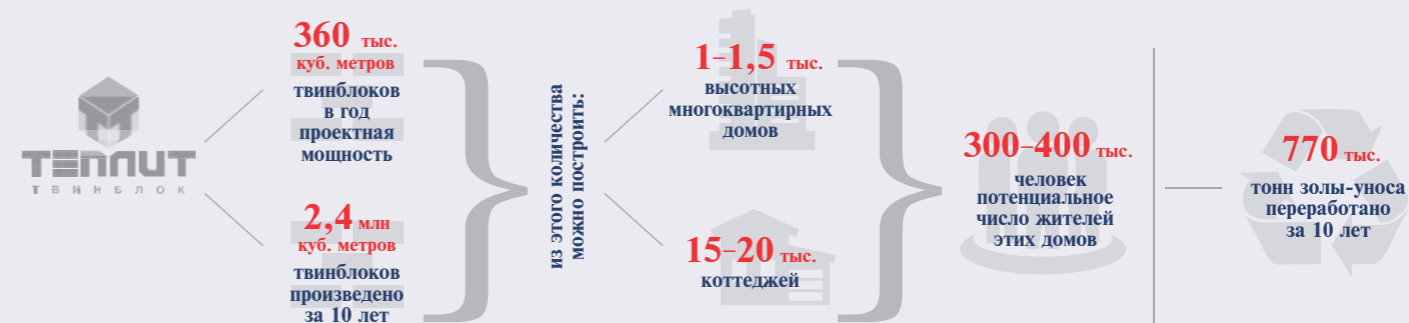 ТЕПЛИТ
ТВИНБЛОК
360 тыс.
куб. метров
твинблоков
в год
проектная
мощность
2,4 млн
куб. метров
твинблоков
произведено
за 10 лет
из этого количества
можно построить:
1–1,5 тыс.
высотных
многоквартирных
домов
15–20 тыс.
коттеджей
300–400 тыс.
человек
потенциальное
число жителей
этих домов
770 тыс.
тонн золы-уноса
переработано
за 10 лет